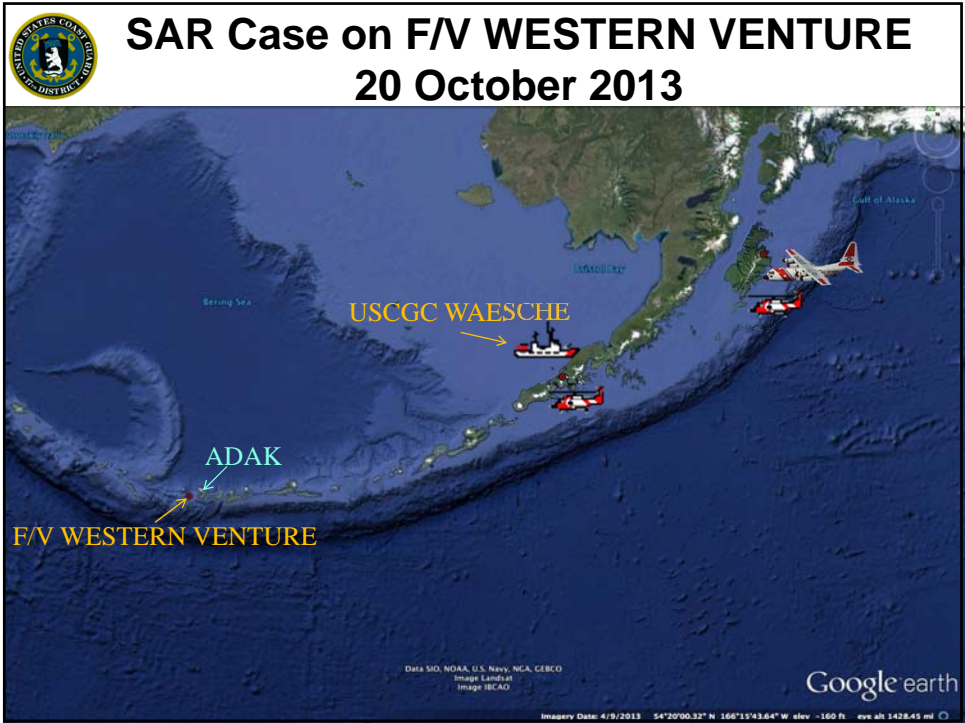 SAR Case on F/V WESTERN VENTURE
20 October 2013
UNITED STATES COAST GUARD
17th DISTRICT
Gulf of Alaska
Bristol Bay
Bering Sea
USCGC WAESCHE
ADAK
F/V WESTERN VENTURE
Data SIO, NOAA, U.S. Navy, NGA, GEBCO
Image Landsat
Image IBCAO
Google earth
Imagery Date: 4/9/2013 54°20'00.32" N 166°15'43.64" W elev -160 ft eye alt 1428.45 mi